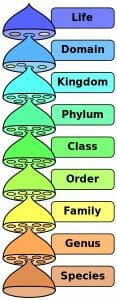 Life
Domain
Kingdom
Phylum
Class
Order
Family
Genus
Species